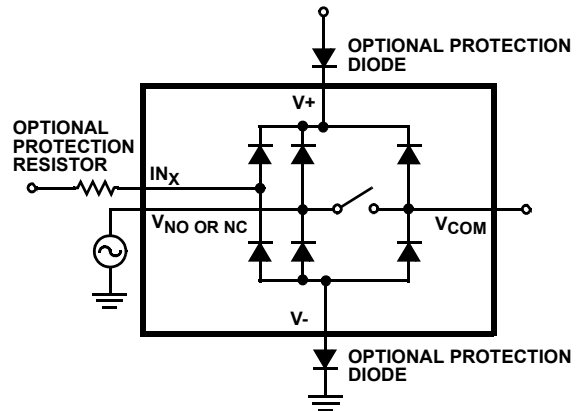 OPTIONAL PROTECTION
DIODE
V+
OPTIONAL
PROTECTION
RESISTOR
INX
VNO OR NC
VCOM
V-
OPTIONAL PROTECTION
DIODE